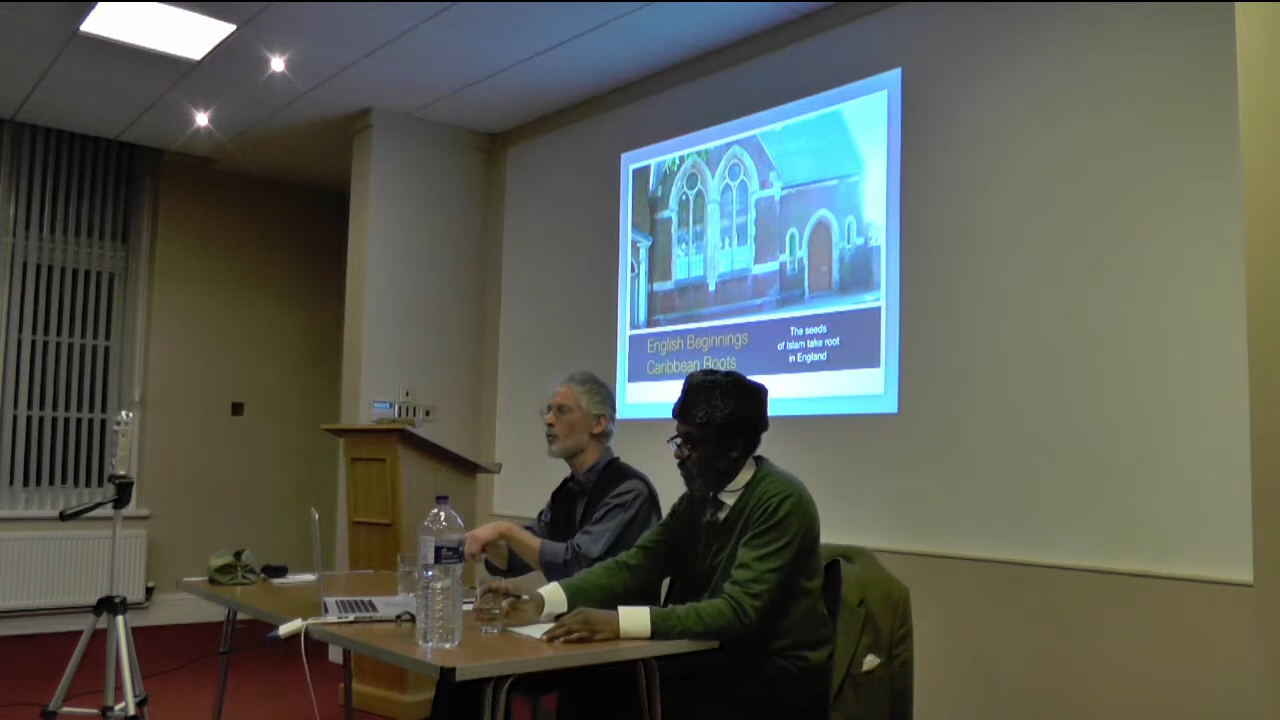 English Beginnings
Caribbean Roots
The seeds
of Islam take root
in England